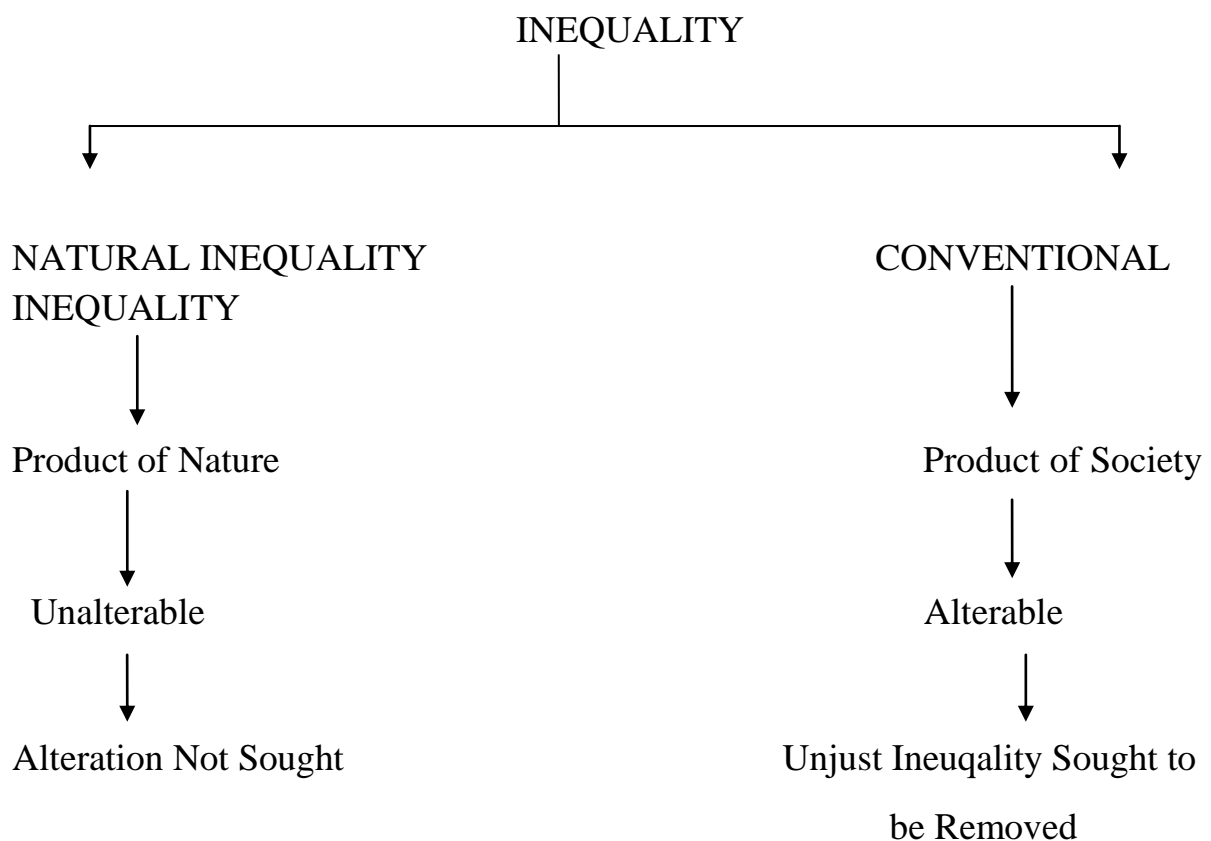 INEQUALITY
NATURAL INEQUALITY CONVENTIONAL
INEQUALITY
Product of Nature Product of Society
Unalterable Alterable
Alteration Not Sought Unjust Ineuqality Sought to
be Removed